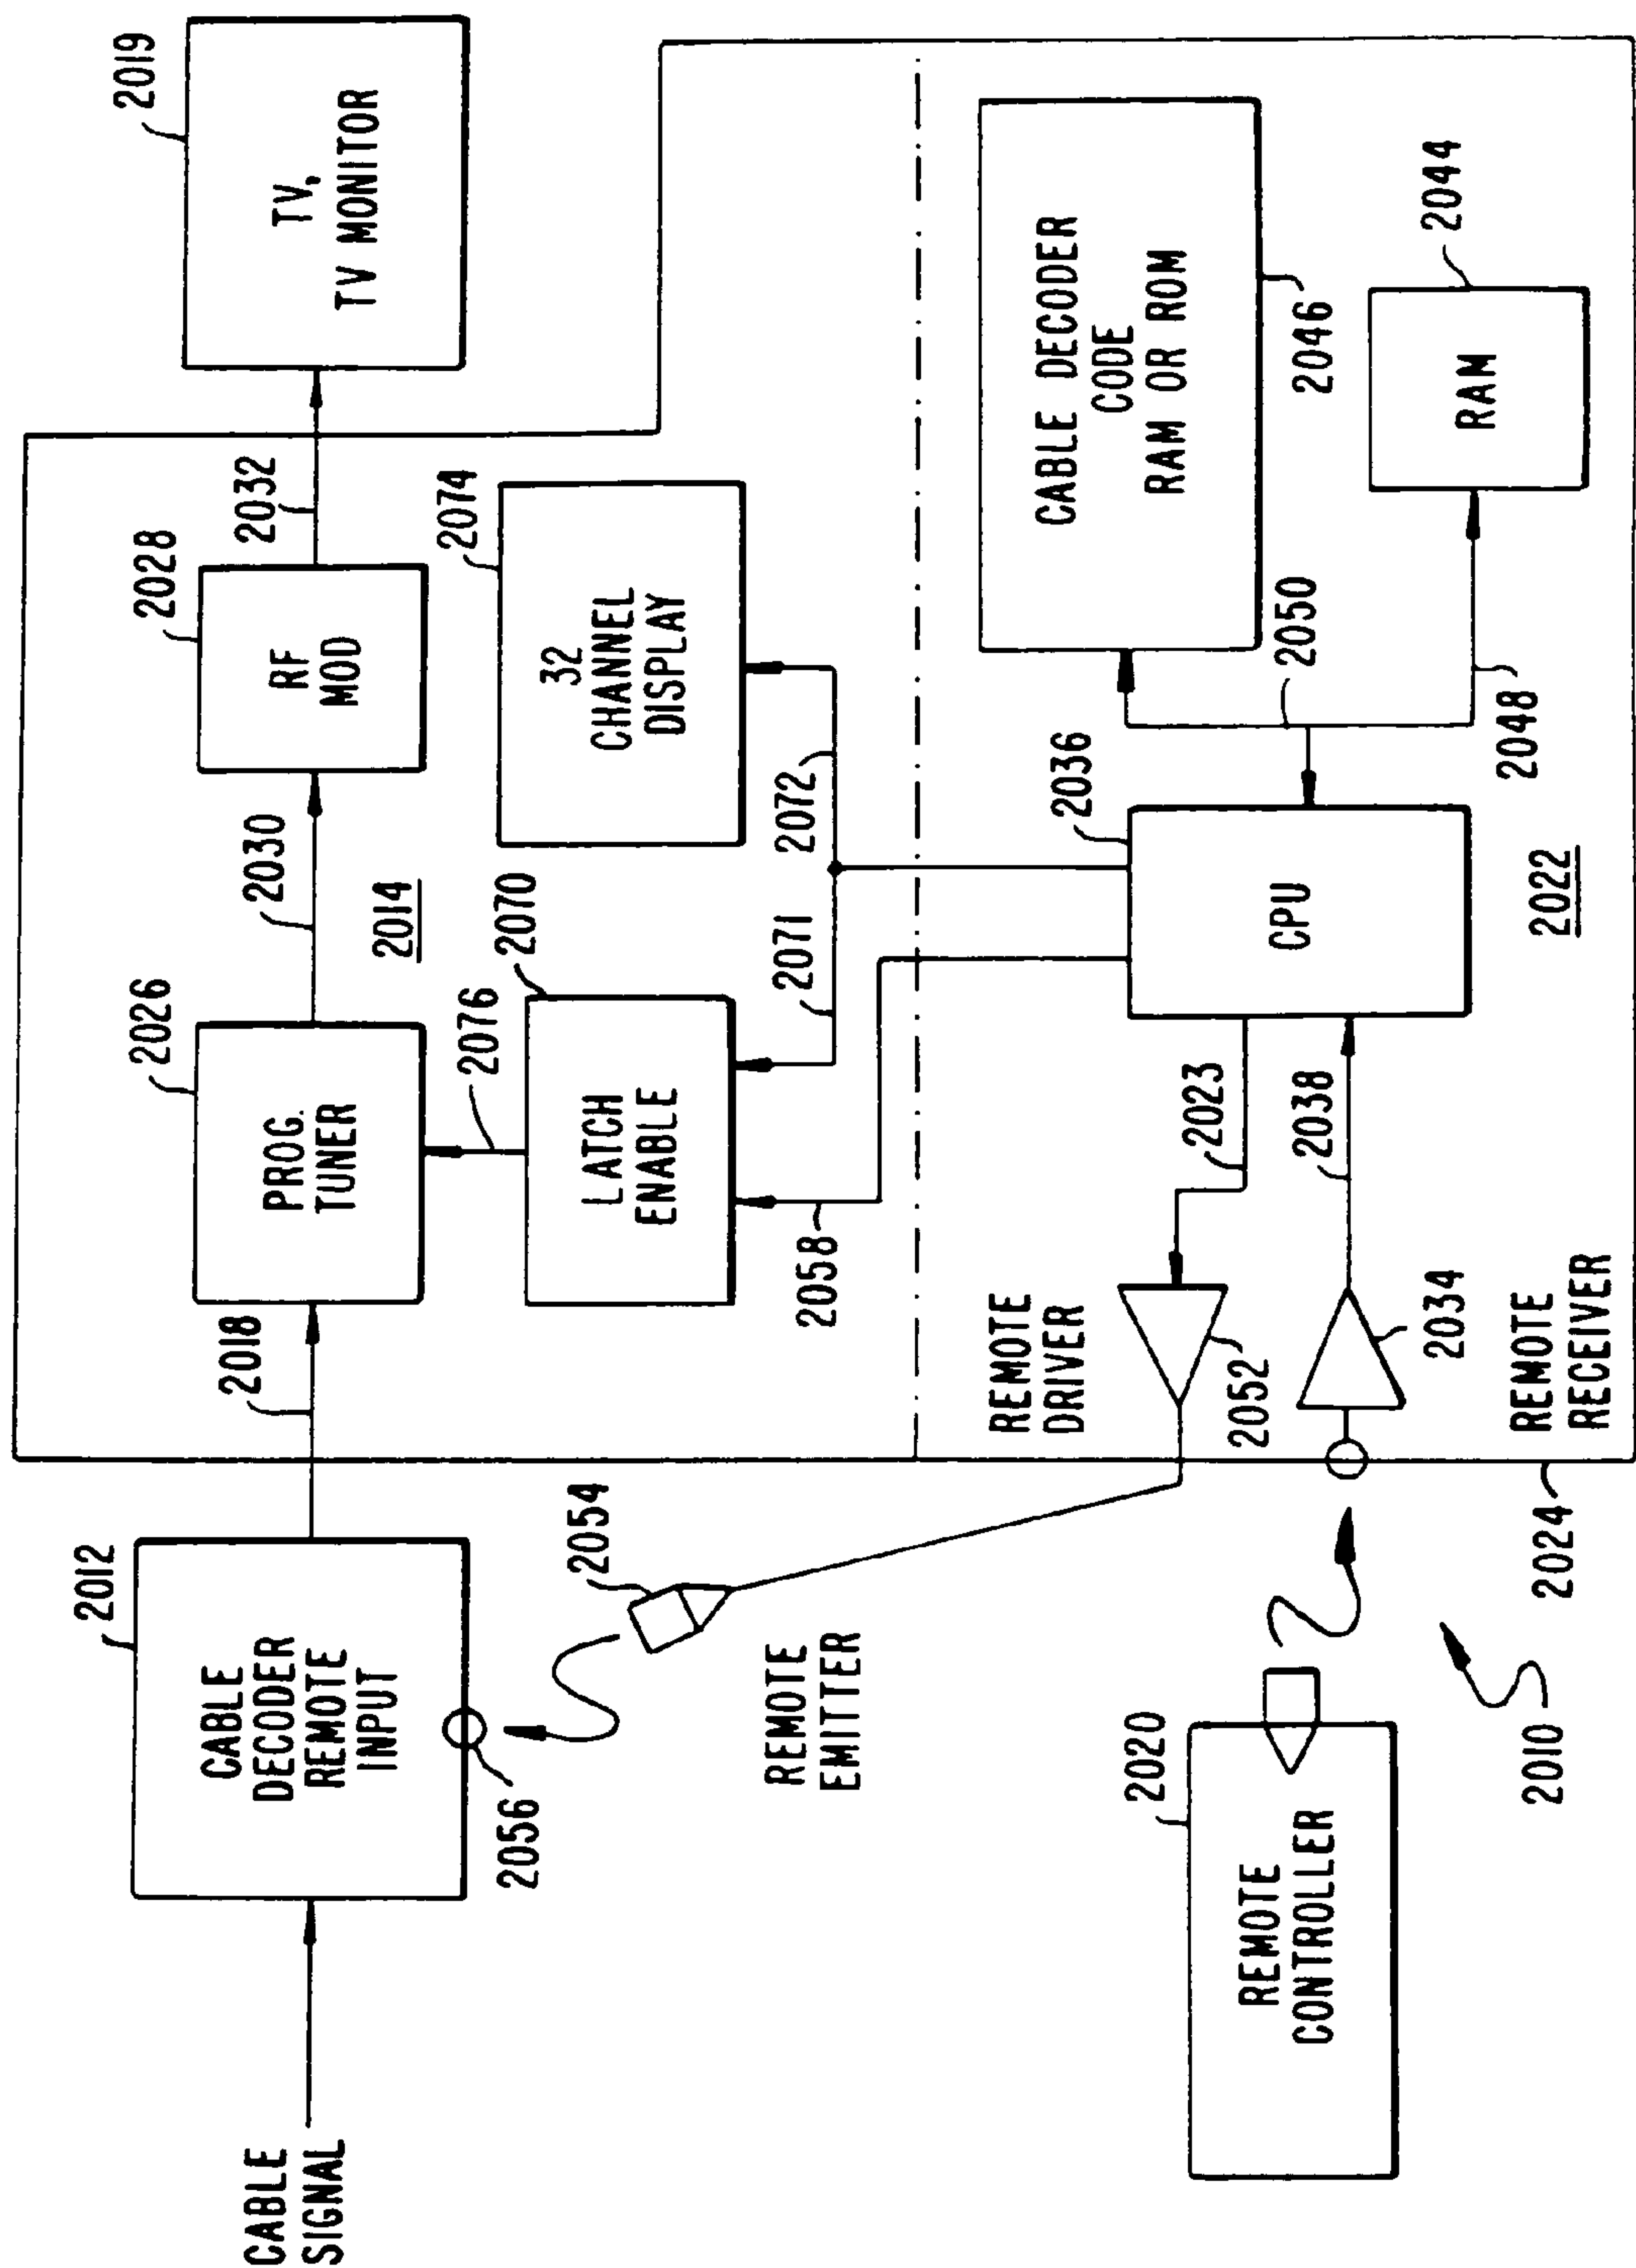 CABLE
SIGNAL
2012
CABLE
DECODER
REMOTE
INPUT
2056
2018
2026
PROG.
TUNER
2030
2014
2028
RF
MOD
2032
2019
TV,
TV MONITOR
2076
2070
LATCH
ENABLE
2058
2071
2072
2074
32
CHANNEL
DISPLAY
2054
REMOTE
EMITTER
REMOTE
DRIVER
2052
2023
2038
2034
REMOTE
RECEIVER
2024
2036
CPU
2022
2050
2048
CABLE DECODER
CODE
RAM OR ROM
2046
2044
RAM
2020
REMOTE
CONTROLLER
2010